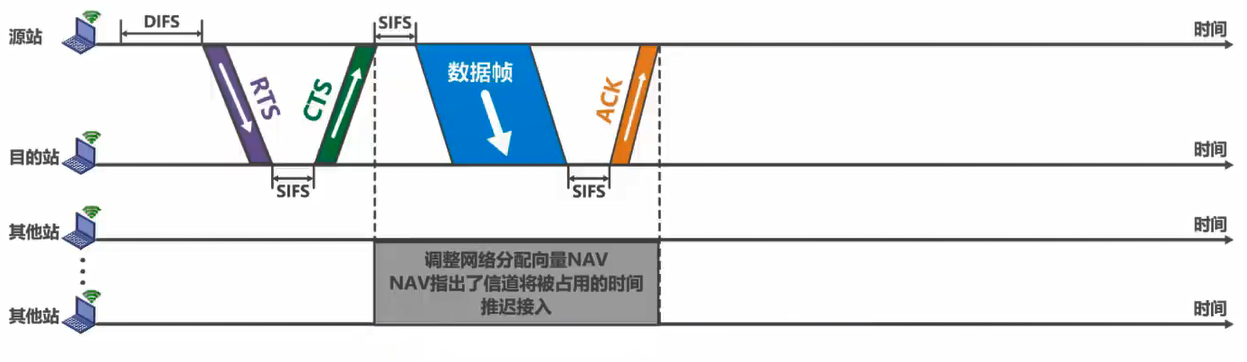 DIFS
SIFS
源站
时间
RTS
CTS
数据帧
ACK
目的站
时间
SIFS
SIFS
其他站
时间
调整网络分配向量NAV
NAV指出了信道将被占用的时间
推迟接入
其他站
时间